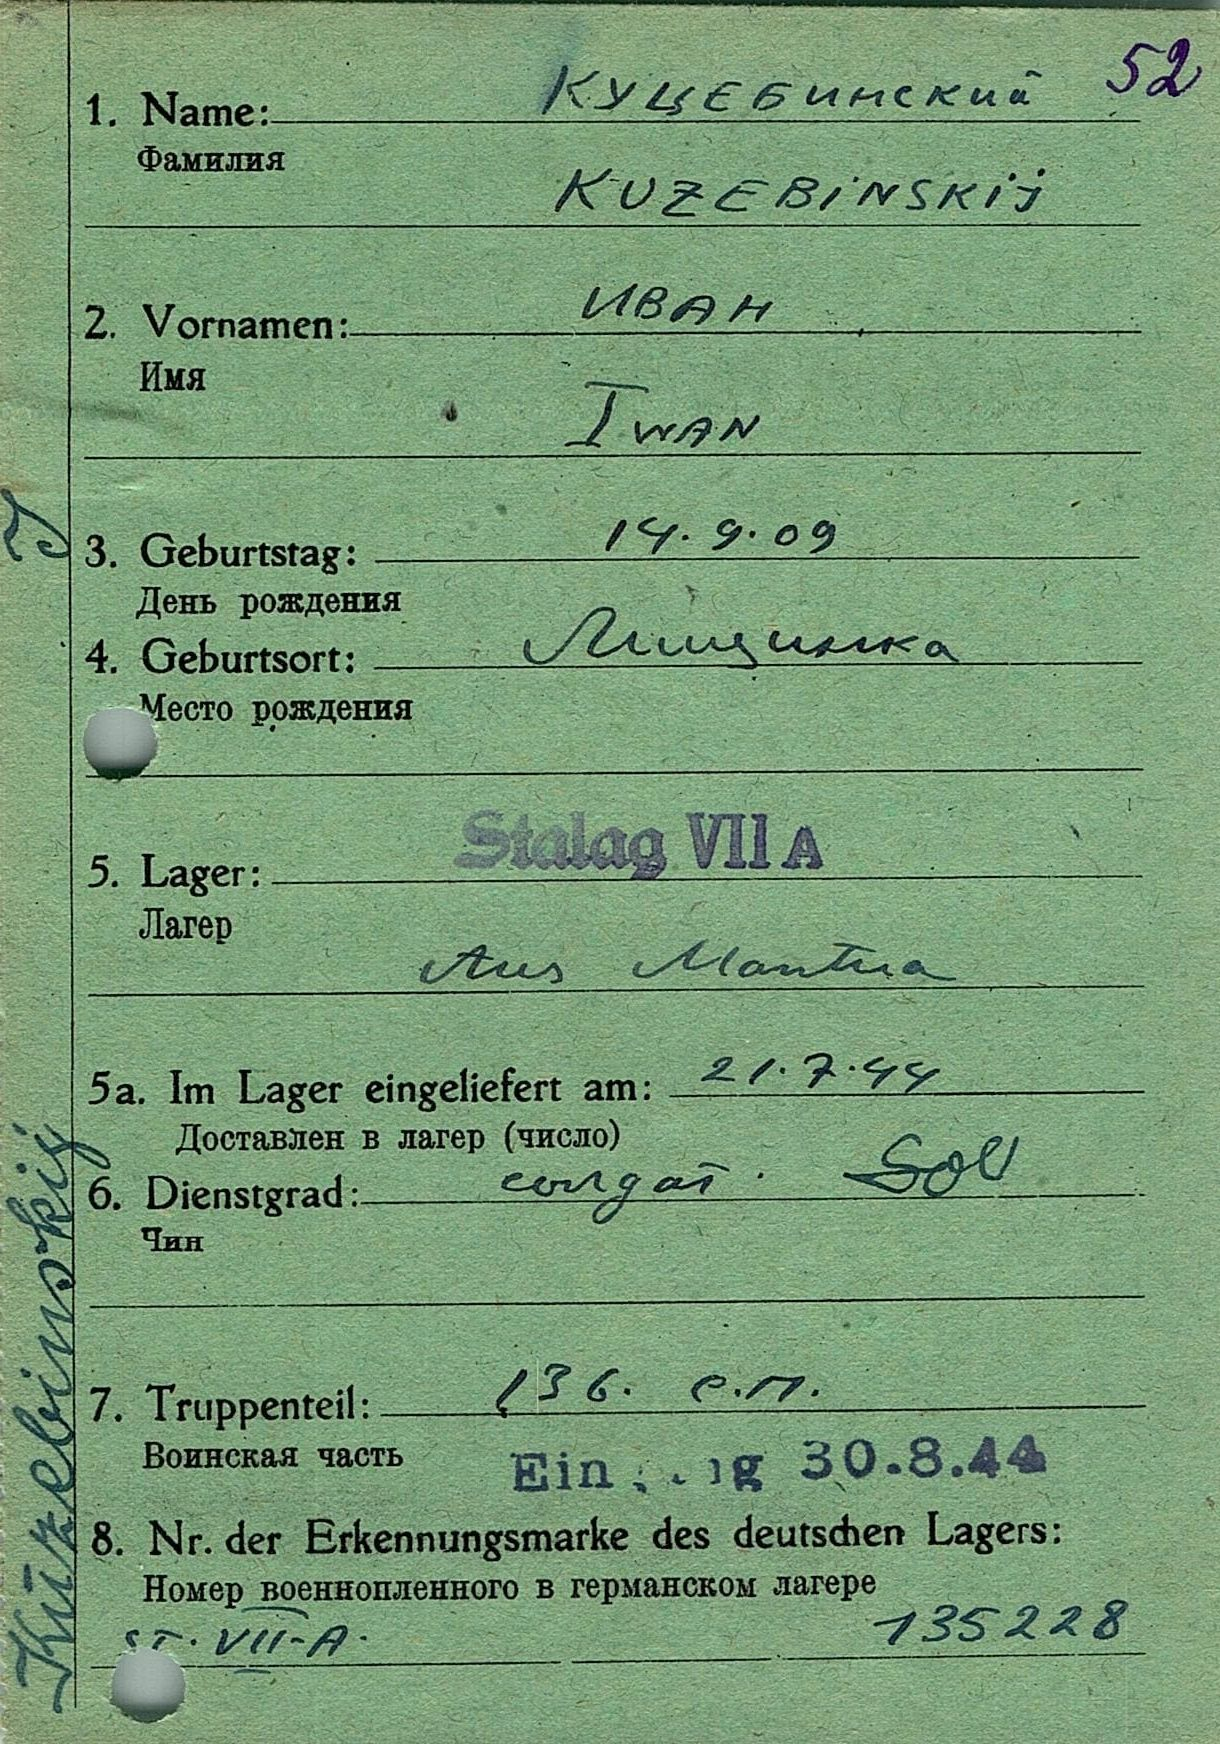 52
1. Name: Куцебинский
Фамилия
KUZEBINSKIJ
2. Vornamen: Иван
Имя
IWAN
3. Geburtstag: 14.9.09
День рождения
4. Geburtsort: Лищинка
Место рождения
5. Lager: Stalag VII A
Лагер
Aus Mantua
5a. Im Lager eingeliefert am: 21.7.44
Доставлен в лагер (число)
6. Dienstgrad: Sol
Чин
7. Truppenteil: 136. с.п.
Воинская часть
Eingang 30.8.44
8. Nr. der Erkennungsmarke des deutschen Lagers:
Номер военнопленного в германском лагере
ST. VII-A. 135228
Kuzebinskij